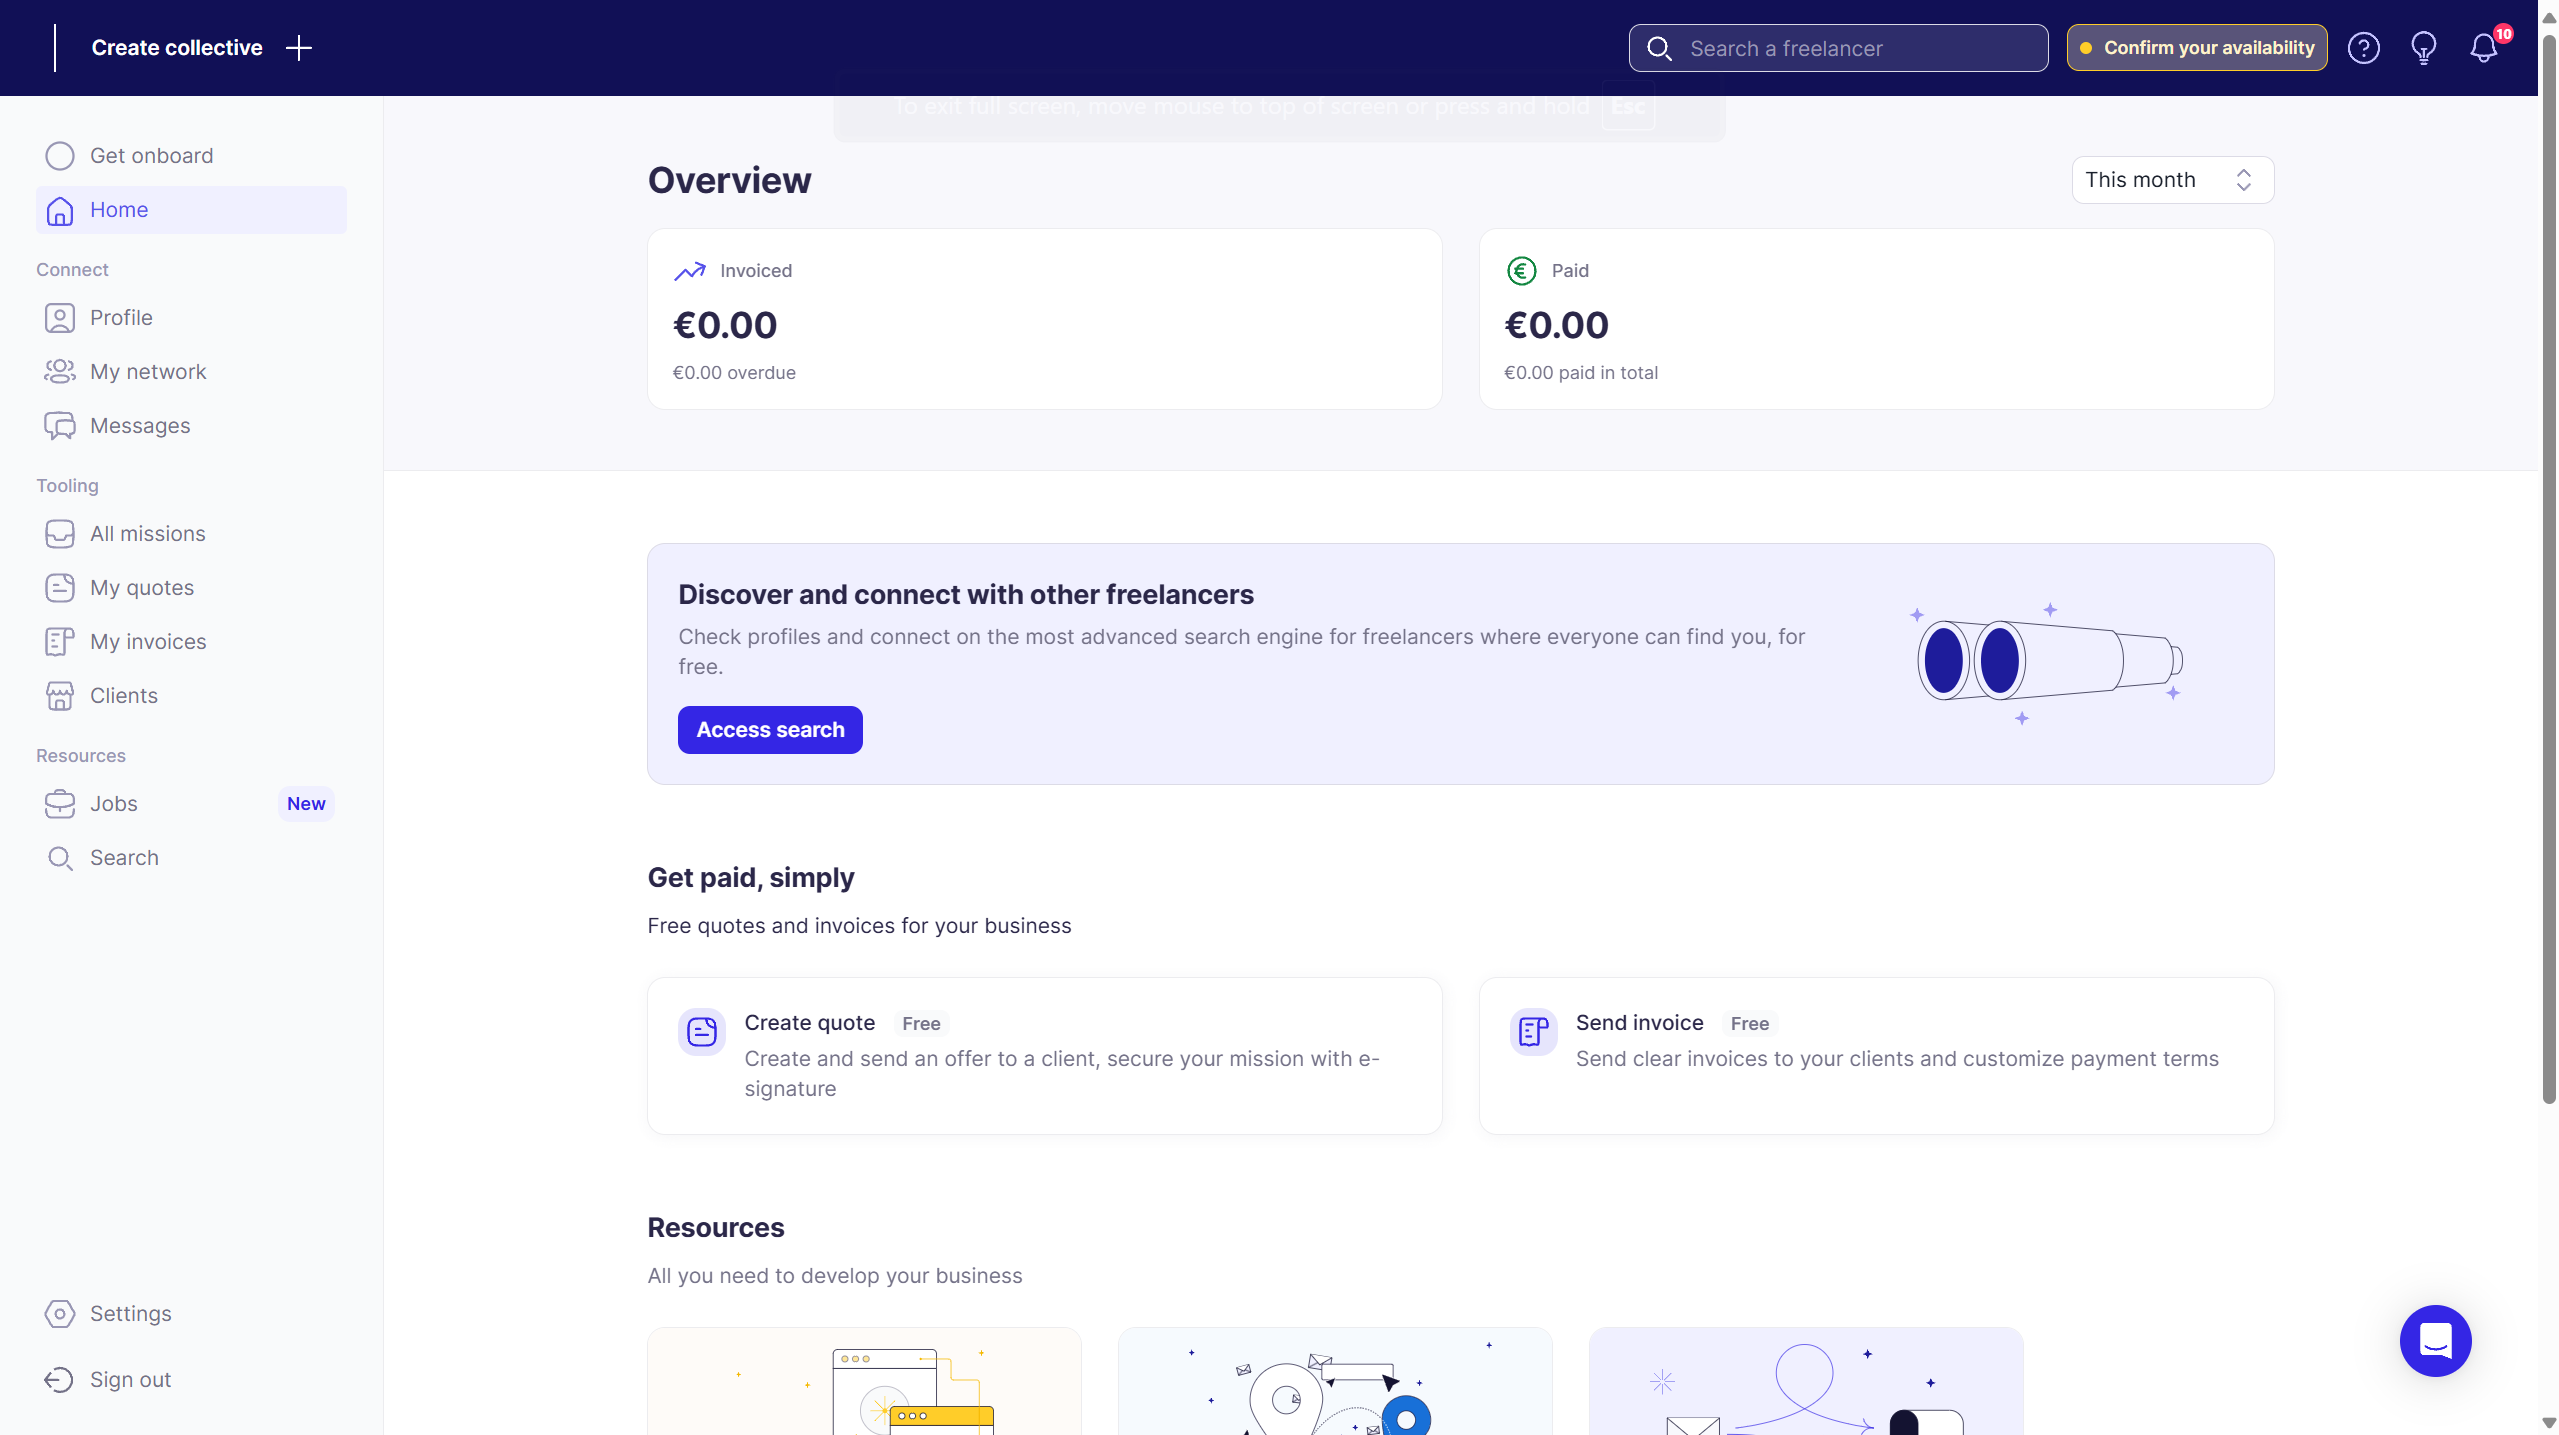 Create collective
Search a freelancer
Confirm your availability
10
To exit full screen, move mouse to top of screen or press and hold Esc
Get onboard
Home
Connect
Profile
My network
Messages
Tooling
All missions
My quotes
My invoices
Clients
Resources
Jobs New
Search
Settings
Sign out
Overview
This month
Invoiced
€0.00
€0.00 overdue
Paid
€0.00
€0.00 paid in total
Discover and connect with other freelancers
Check profiles and connect on the most advanced search engine for freelancers where everyone can find you, for
free.
Access search
Get paid, simply
Free quotes and invoices for your business
Create quote Free
Create and send an offer to a client, secure your mission with e-
signature
Send invoice Free
Send clear invoices to your clients and customize payment terms
Resources
All you need to develop your business